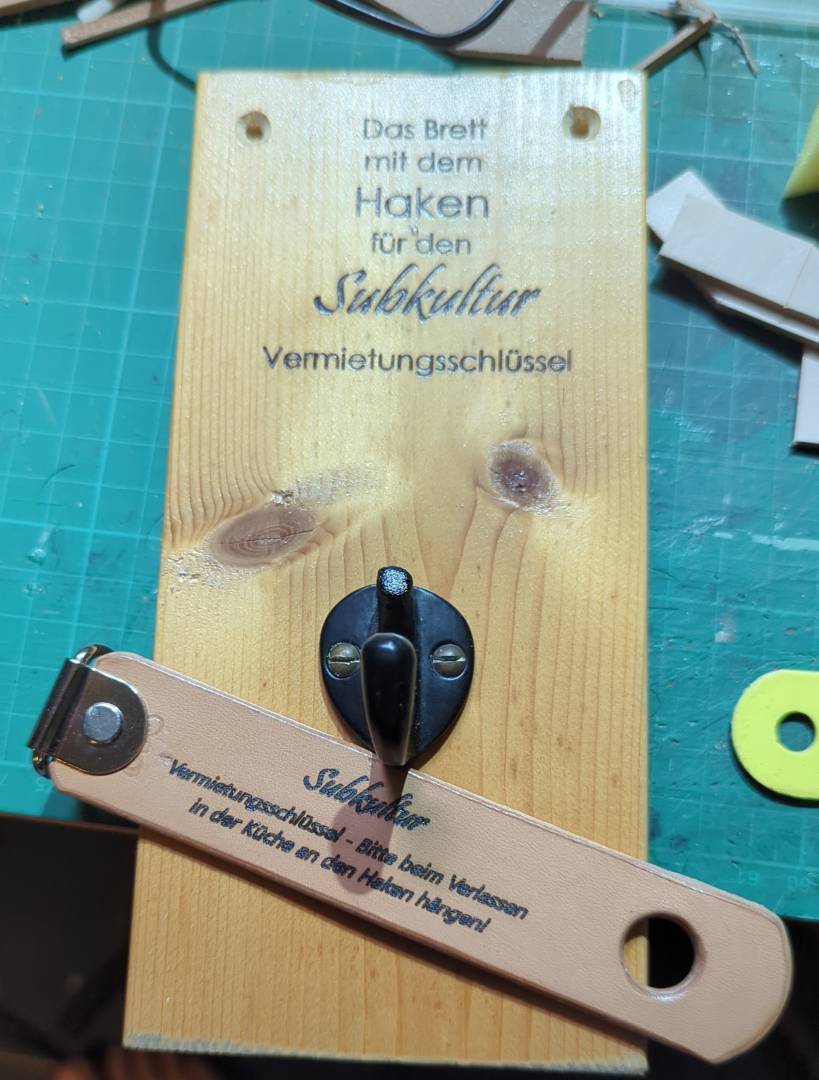 Das Brett
mit dem
Haken
für den
Subkultur
Vermietungsschlüssel
Subkultur
Vermietungsschlüssel - Bitte beim Verlassen
in der Küche an den Haken hängen!